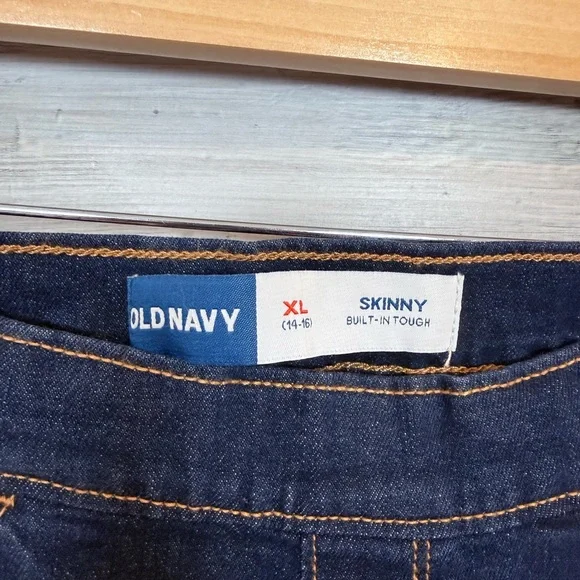 OLD NAVY
XL
(14-16)
SKINNY
BUILT-IN TOUGH